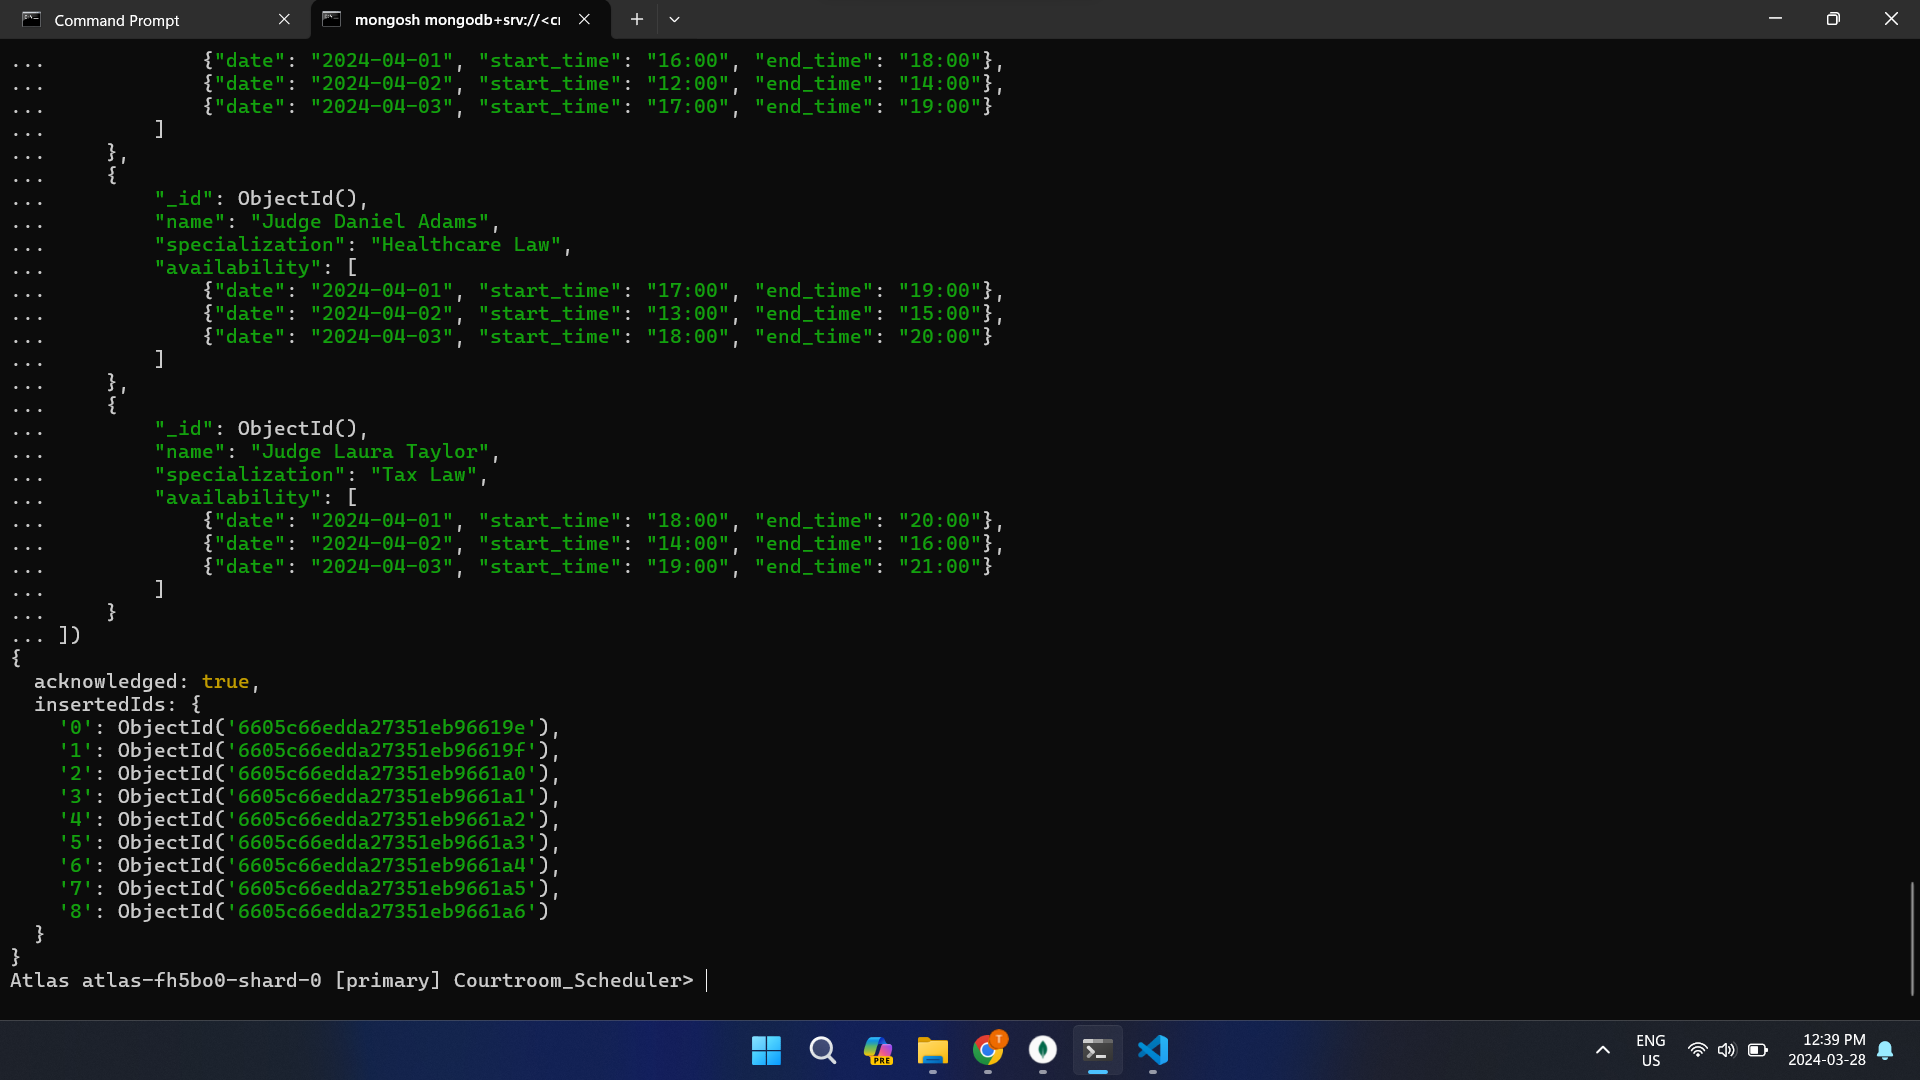 Command Prompt
mongosh mongodb+srv://<cr
...             {"date": "2024-04-01", "start_time": "16:00", "end_time": "18:00"},
...             {"date": "2024-04-02", "start_time": "12:00", "end_time": "14:00"},
...             {"date": "2024-04-03", "start_time": "17:00", "end_time": "19:00"}
...         ]
...     },
...     {
...         "_id": ObjectId(),
...         "name": "Judge Daniel Adams",
...         "specialization": "Healthcare Law",
...         "availability": [
...             {"date": "2024-04-01", "start_time": "17:00", "end_time": "19:00"},
...             {"date": "2024-04-02", "start_time": "13:00", "end_time": "15:00"},
...             {"date": "2024-04-03", "start_time": "18:00", "end_time": "20:00"}
...         ]
...     },
...     {
...         "_id": ObjectId(),
...         "name": "Judge Laura Taylor",
...         "specialization": "Tax Law",
...         "availability": [
...             {"date": "2024-04-01", "start_time": "18:00", "end_time": "20:00"},
...             {"date": "2024-04-02", "start_time": "14:00", "end_time": "16:00"},
...             {"date": "2024-04-03", "start_time": "19:00", "end_time": "21:00"}
...         ]
...     }
... ])
{
  acknowledged: true,
  insertedIds: {
    '0': ObjectId('6605c66edda27351eb96619e'),
    '1': ObjectId('6605c66edda27351eb96619f'),
    '2': ObjectId('6605c66edda27351eb9661a0'),
    '3': ObjectId('6605c66edda27351eb9661a1'),
    '4': ObjectId('6605c66edda27351eb9661a2'),
    '5': ObjectId('6605c66edda27351eb9661a3'),
    '6': ObjectId('6605c66edda27351eb9661a4'),
    '7': ObjectId('6605c66edda27351eb9661a5'),
    '8': ObjectId('6605c66edda27351eb9661a6')
  }
}
Atlas atlas-fh5bo0-shard-0 [primary] Courtroom_Scheduler>
PRE
T
ENG
US
12:39 PM
2024-03-28